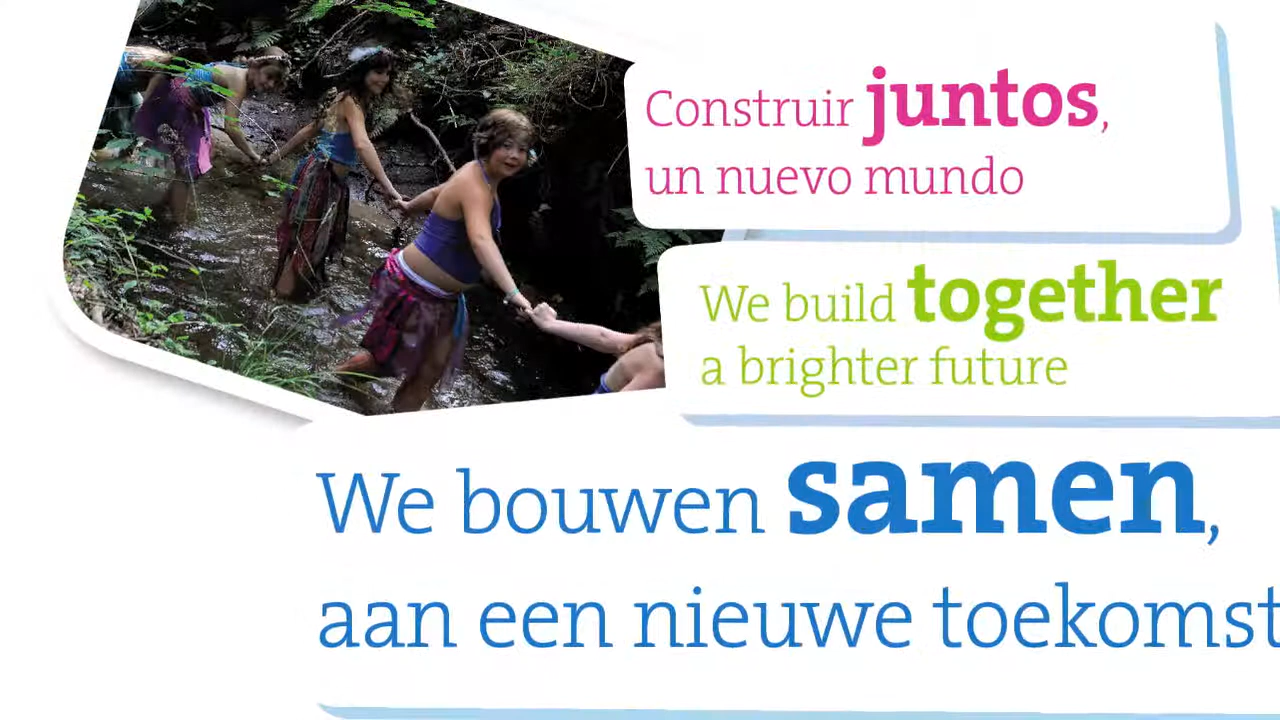 Construir juntos,
un nuevo mundo
We build together
a brighter future
We bouwen samen,
aan een nieuwe toekomst